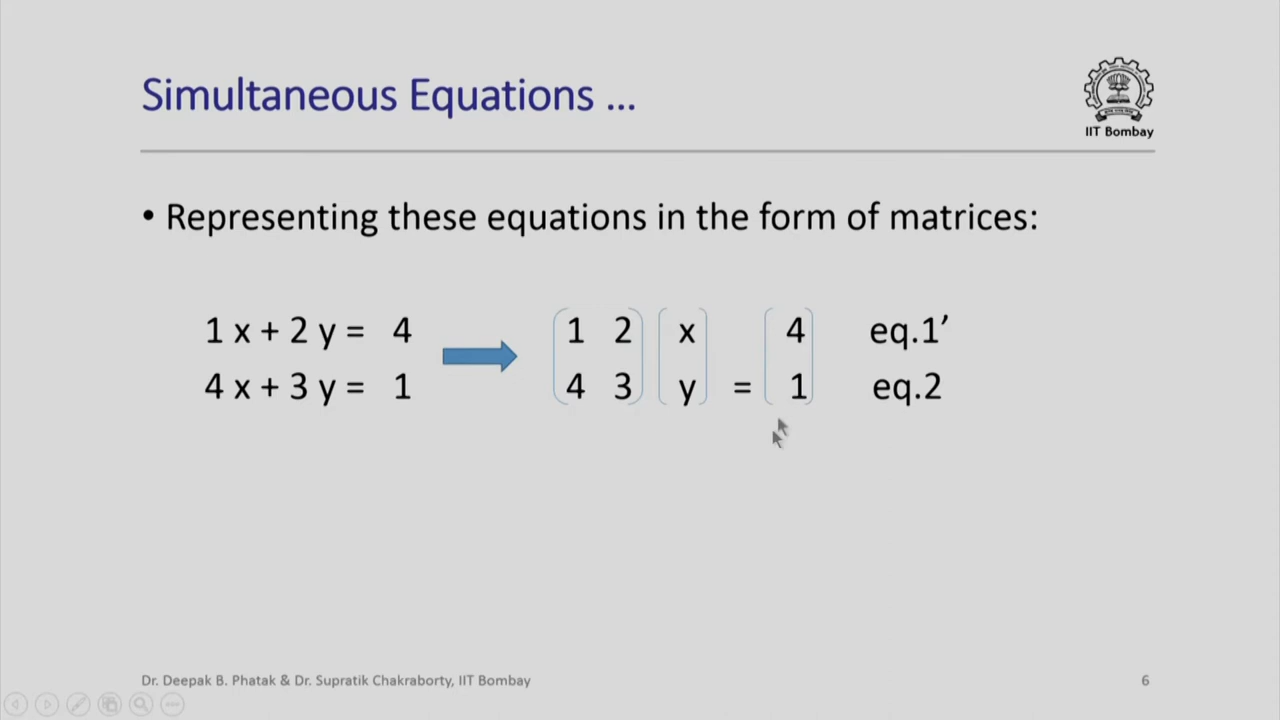 Simultaneous Equations ...
IIT Bombay
• Representing these equations in the form of matrices:
1 x + 2 y = 4 1 2 x 4 eq.1’
4 x + 3 y = 1 4 3 y = 1 eq.2
Dr. Deepak B. Phatak & Dr. Supratik Chakraborty, IIT Bombay 6